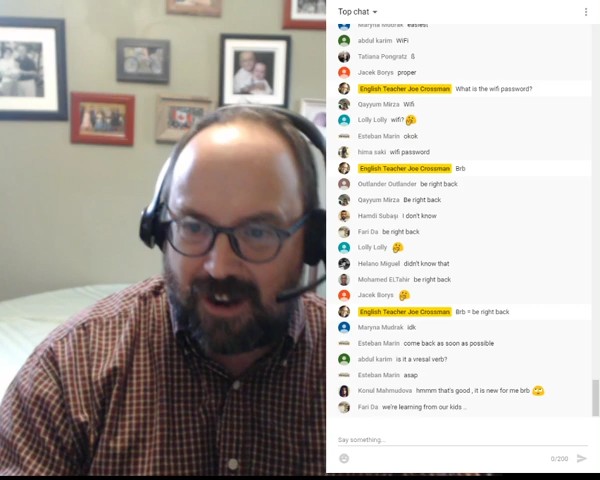 Top chat
Maryna Mudrak easiest
abdul karim WiFi
Tatiana Pongratz ß
Jacek Borys proper
English Teacher Joe Crossman What is the wifi password?
Qayyum Mirza Wifi
Lolly Lolly wifi?🤔
Esteban Marin okok
hima saki wifi password
English Teacher Joe Crossman Brb
Outlander Outlander be right back
Qayyum Mirza Be right back
Hamdi Subaşı I don't know
Fari Da be right back
Lolly Lolly 🤔
Helano Miguel didn't know that
Mohamed ELTahir be right back
Jacek Borys 🤔
English Teacher Joe Crossman Brb = be right back
Maryna Mudrak idk
Esteban Marin come back as soon as possible
abdul karim is it a vresal verb?
Esteban Marin asap
Konul Mahmudova hmmm that's good , it is new for me brb 🙄
Fari Da we're learning from our kids ..
Say something...
0/200